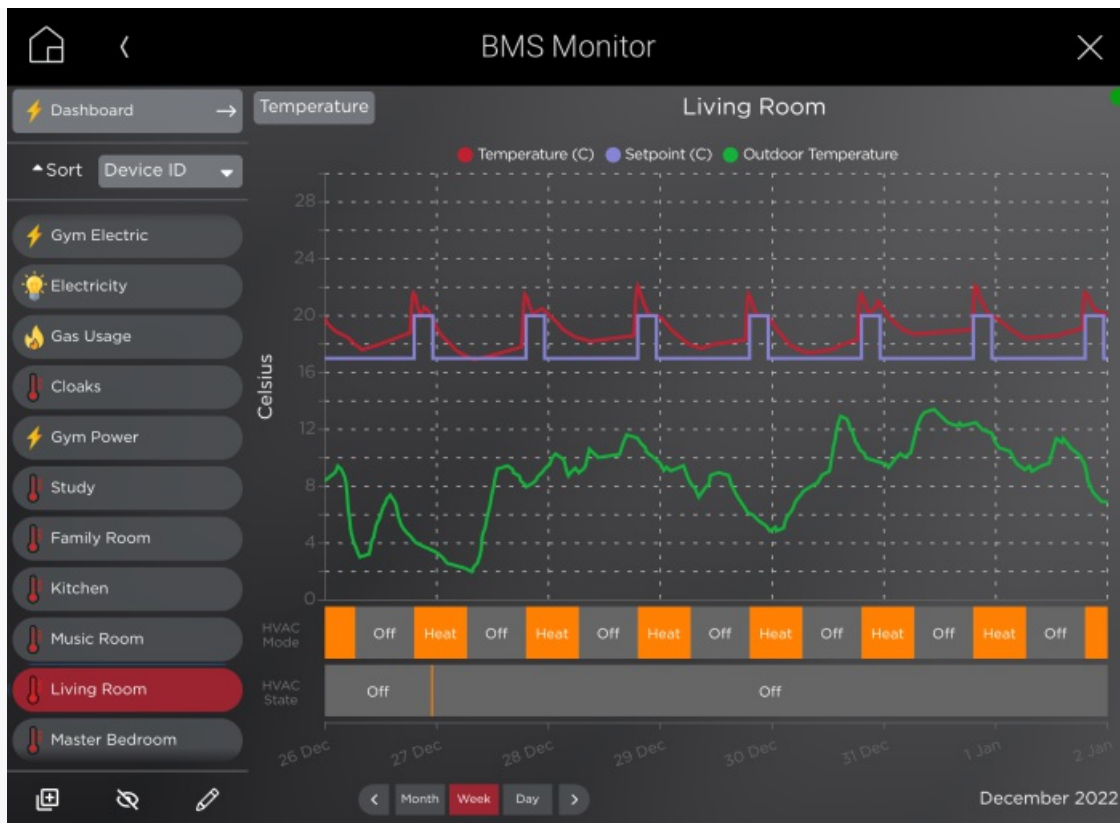 BMS Monitor
Dashboard
Sort Device ID
Gym Electric
Electricity
Gas Usage
Cloaks
Gym Power
Study
Family Room
Kitchen
Music Room
Living Room
Master Bedroom
Temperature
Living Room
Temperature (C) Setpoint (C) Outdoor Temperature
Celsius
28
24
20
16
12
8
4
0
HVAC
Mode
Off Heat Off Heat Off Heat Off Heat Off Heat Off Heat Off
HVAC
State
Off Off
26 Dec 27 Dec 28 Dec 29 Dec 30 Dec 31 Dec 1 Jan 2 Jan
Month Week Day
December 2022